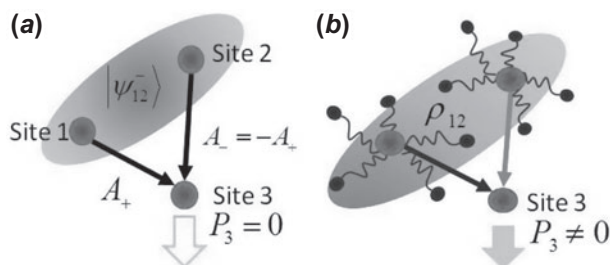 (a)
Site 2
|ψ₁₂⁻⟩
Site 1
A₋ = −A₊
A₊
Site 3
P₃ = 0
(b)
ρ₁₂
Site 3
P₃ ≠ 0